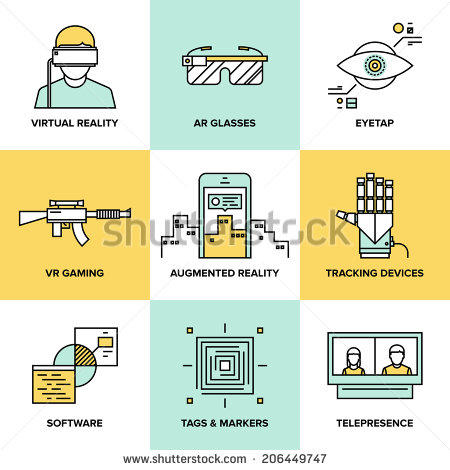 VIRTUAL REALITY
AR GLASSES
EYETAP
VR GAMING
AUGMENTED REALITY
TRACKING DEVICES
shutterstock
SOFTWARE
TAGS & MARKERS
TELEPRESENCE
www.shutterstock.com · 206449747